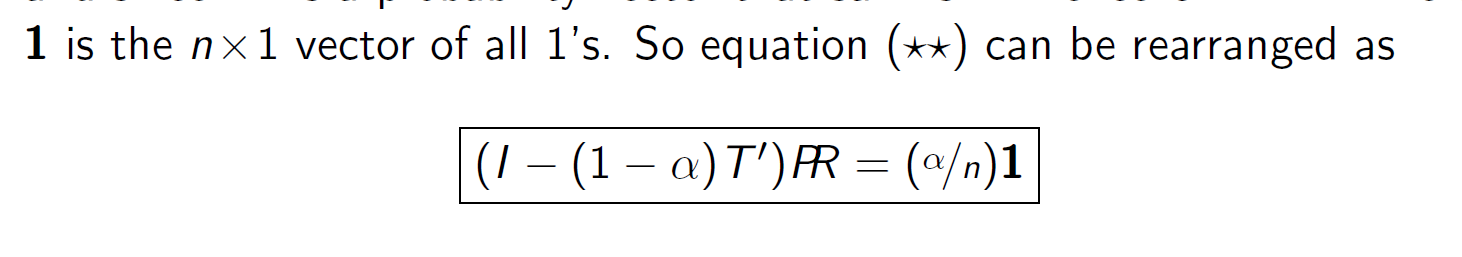 1 is the n×1 vector of all 1's. So equation (⋆⋆) can be rearranged as
(I − (1 − α)T′)PR = (α/n)1